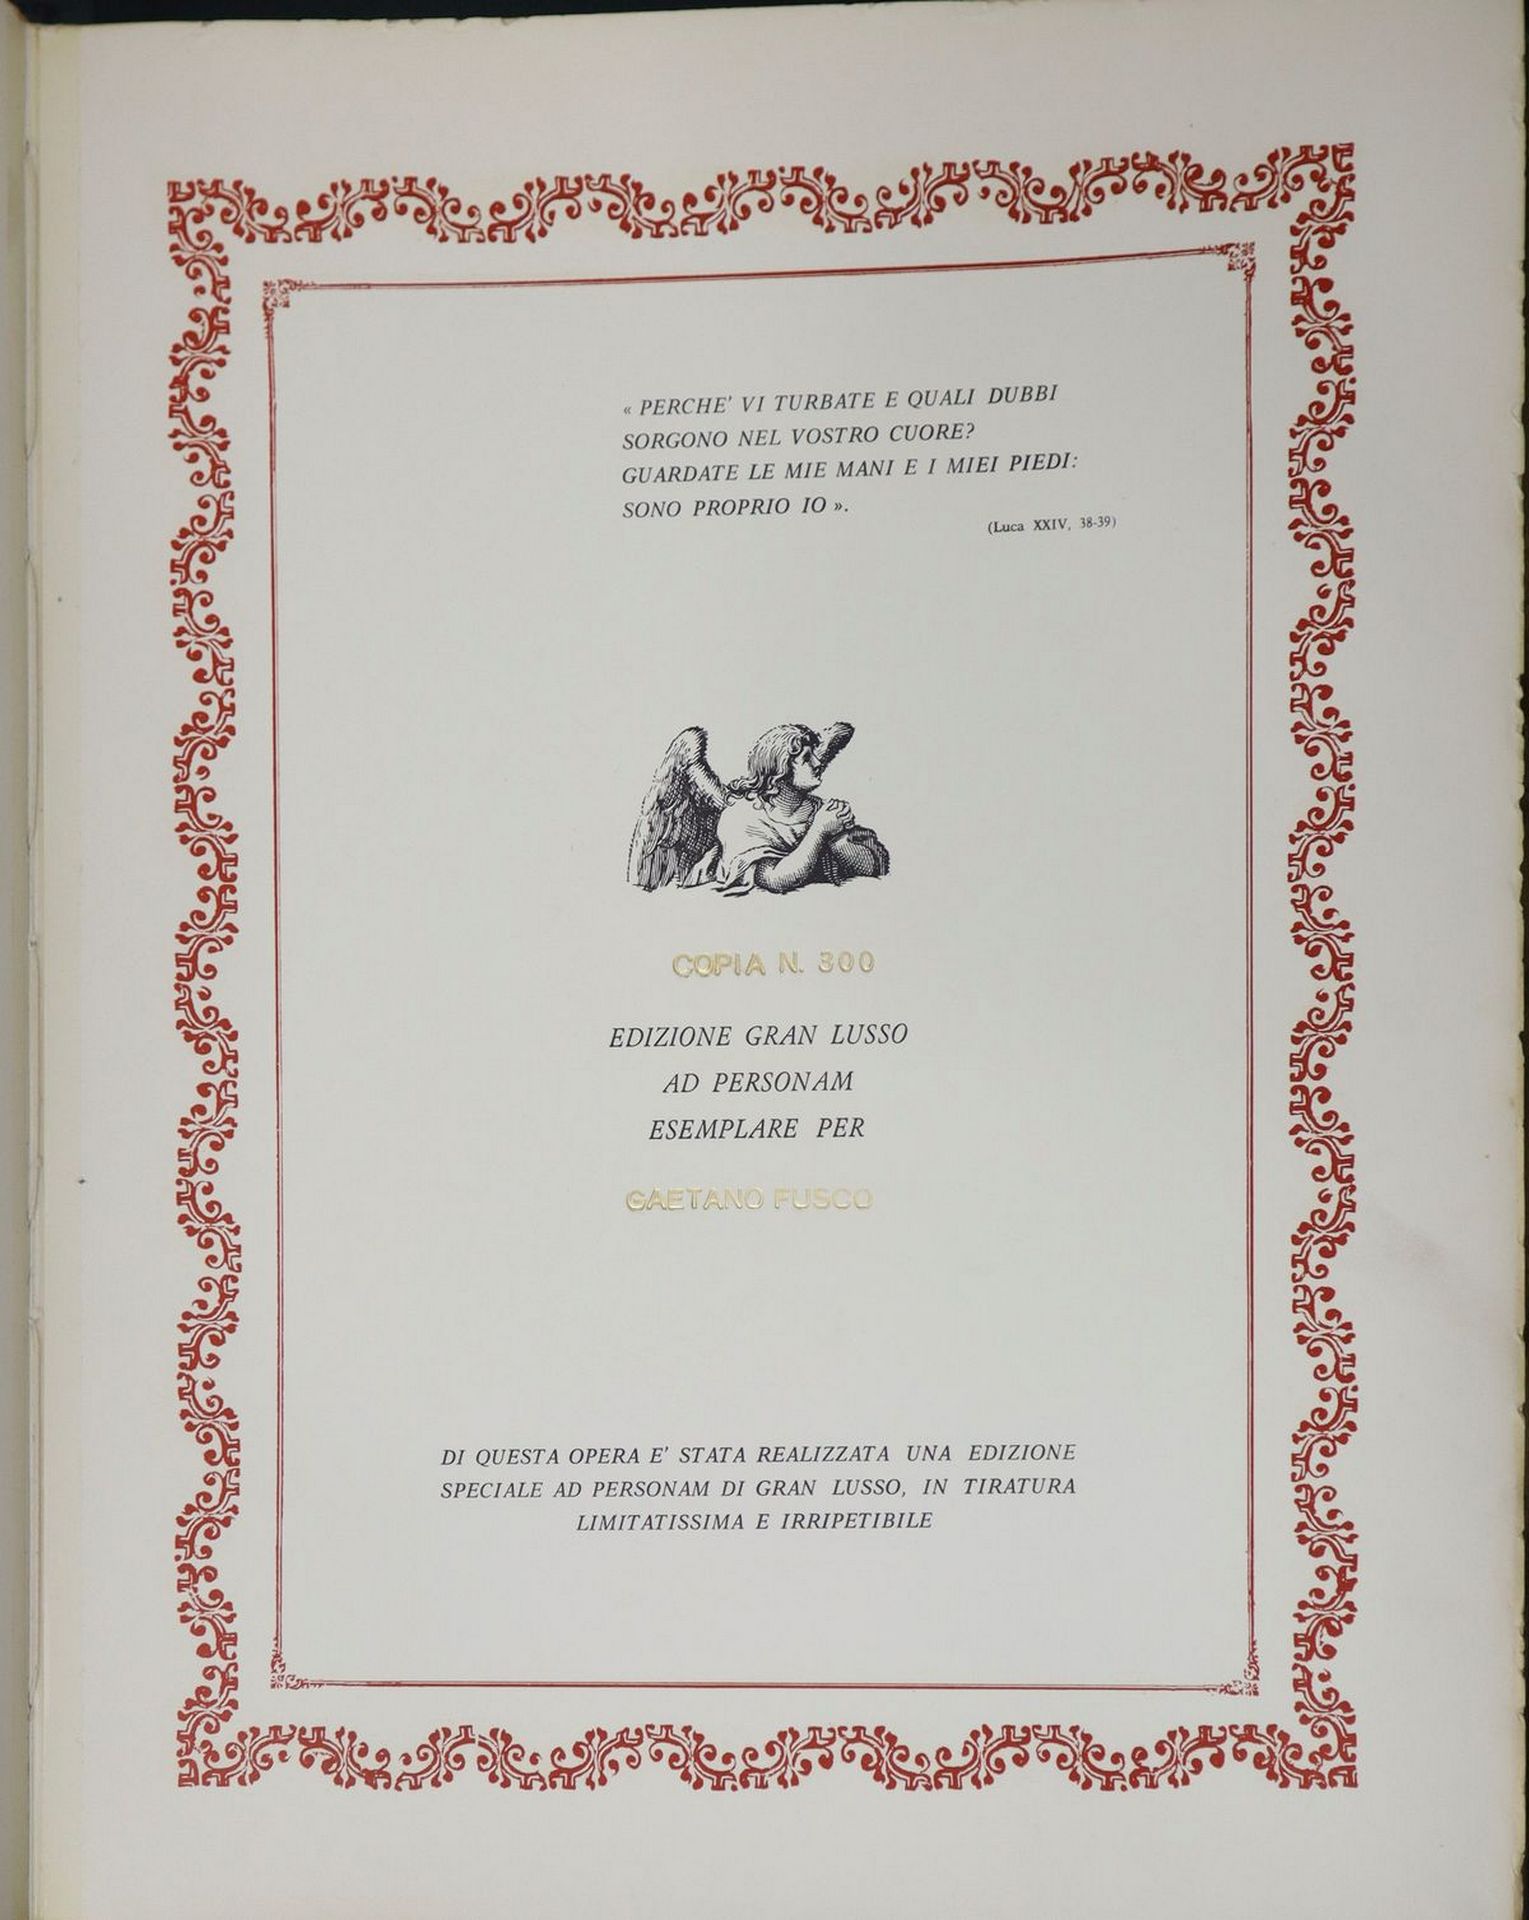 « PERCHE' VI TURBATE E QUALI DUBBI
SORGONO NEL VOSTRO CUORE?
GUARDATE LE MIE MANI E I MIEI PIEDI:
SONO PROPRIO IO ».
(Luca XXIV, 38-39)
COPIA N. 300
EDIZIONE GRAN LUSSO
AD PERSONAM
ESEMPLARE PER
GAETANO FUSCO
DI QUESTA OPERA E' STATA REALIZZATA UNA EDIZIONE
SPECIALE AD PERSONAM DI GRAN LUSSO, IN TIRATURA
LIMITATISSIMA E IRRIPETIBILE